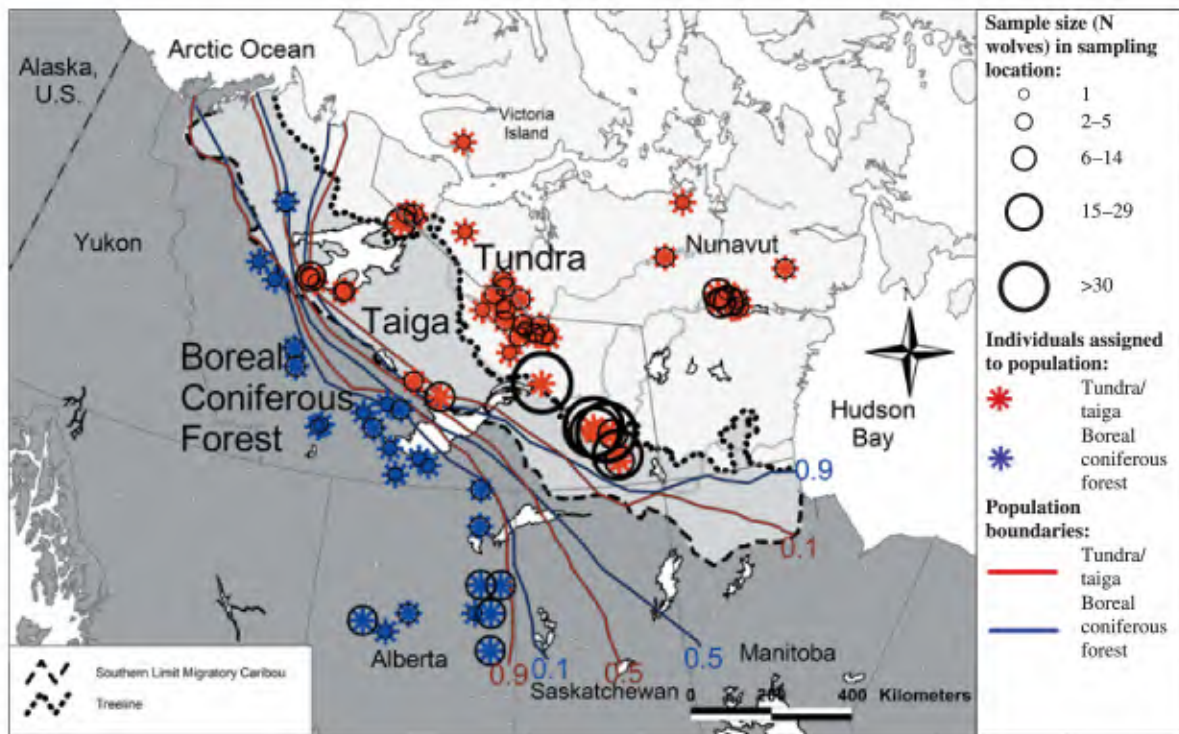 Arctic Ocean
Alaska,
U.S.
Victoria
Island
Yukon
Tundra
Nunavut
Taiga
Boreal
Coniferous
Forest
Hudson
Bay
0.9
0.1
0.5
Manitoba
Alberta
0.9
0.1
0.5
Saskatchewan
0 200 400 Kilometers
Southern Limit Migratory Caribou
Treeline
Sample size (N
wolves) in sampling
location:
1
2–5
6–14
15–29
>30
Individuals assigned
to population:
Tundra/
taiga
Boreal
coniferous
forest
Population
boundaries:
Tundra/
taiga
Boreal
coniferous
forest